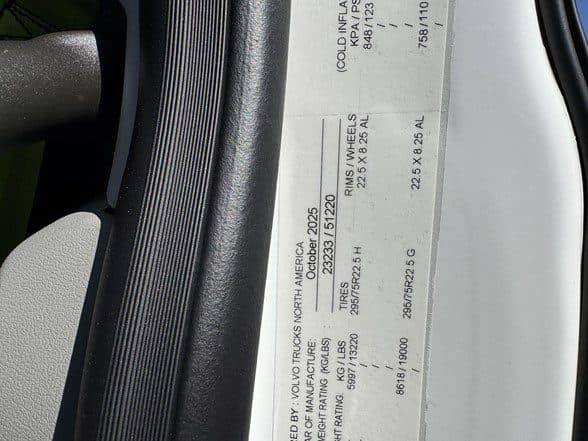 ED BY : VOLVO TRUCKS NORTH AMERICA
AR OF MANUFACTURE: October 2025
WEIGHT RATING (KG/LBS) 23233 / 51220
HT RATING: KG / LBS TIRES RIMS / WHEELS (COLD INFLA
KPA / PS
5997/13220 295/75R22.5 H 22.5 X 8.25 AL 848/123
/ / /
/ / /
8618/19000 295/75R22.5 G 22.5 X 8.25 AL 758/110
/